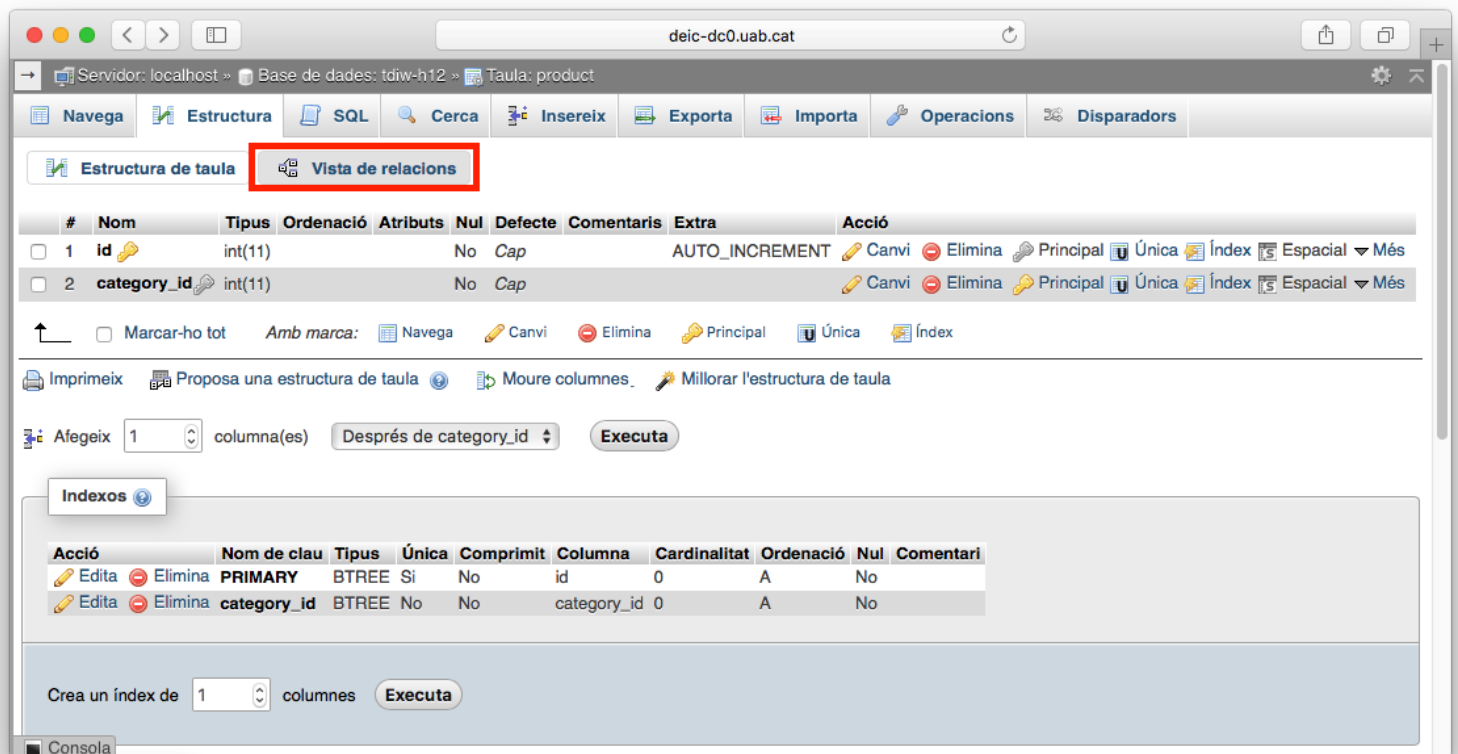 deic-dc0.uab.cat
Servidor: localhost » Base de dades: tdiw-h12 » Taula: product
Navega Estructura SQL Cerca Insereix Exporta Importa Operacions Disparadors
Estructura de taula Vista de relacions
# Nom Tipus Ordenació Atributs Nul Defecte Comentaris Extra Acció
1 id int(11) No Cap AUTO_INCREMENT Canvi Elimina Principal Única Índex Espacial Més
2 category_id int(11) No Cap Canvi Elimina Principal Única Índex Espacial Més
Marcar-ho tot Amb marca: Navega Canvi Elimina Principal Única Índex
Imprimeix Proposa una estructura de taula Moure columnes Millorar l'estructura de taula
Afegeix 1 columna(es) Després de category_id Executa
Indexos
Acció Nom de clau Tipus Única Comprimit Columna Cardinalitat Ordenació Nul Comentari
Edita Elimina PRIMARY BTREE Si No id 0 A No
Edita Elimina category_id BTREE No No category_id 0 A No
Crea un índex de 1 columnes Executa
Consola